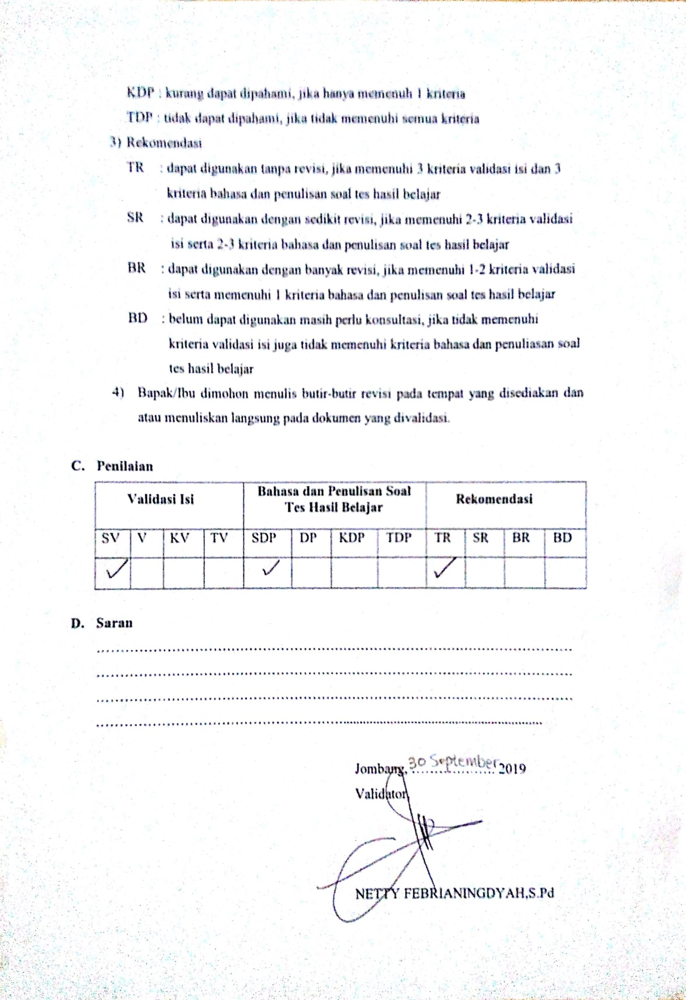 KDP : kurang dapat dipahami, jika hanya memenuh 1 kriteria
TDP : tidak dapat dipahami, jika tidak memenuhi semua kriteria
3) Rekomendasi
TR : dapat digunakan tanpa revisi, jika memenuhi 3 kriteria validasi isi dan 3
kriteria bahasa dan penulisan soal tes hasil belajar
SR : dapat digunakan dengan sedikit revisi, jika memenuhi 2-3 kriteria validasi
isi serta 2-3 kriteria bahasa dan penulisan soal tes hasil belajar
BR : dapat digunakan dengan banyak revisi, jika memenuhi 1-2 kriteria validasi
isi serta memenuhi 1 kriteria bahasa dan penulisan soal tes hasil belajar
BD : belum dapat digunakan masih perlu konsultasi, jika tidak memenuhi
kriteria validasi isi juga tidak memenuhi kriteria bahasa dan penuliasan soal
tes hasil belajar
4) Bapak/Ibu dimohon menulis butir-butir revisi pada tempat yang disediakan dan
atau menuliskan langsung pada dokumen yang divalidasi.
C. Penilaian
Validasi Isi
Bahasa dan Penulisan Soal
Tes Hasil Belajar
Rekomendasi
SV V KV TV SDP DP KDP TDP TR SR BR BD
✓ ✓ ✓
D. Saran
Jombang, 30 September 2019
Validator,
NETTY FEBRIANINGDYAH,S.Pd